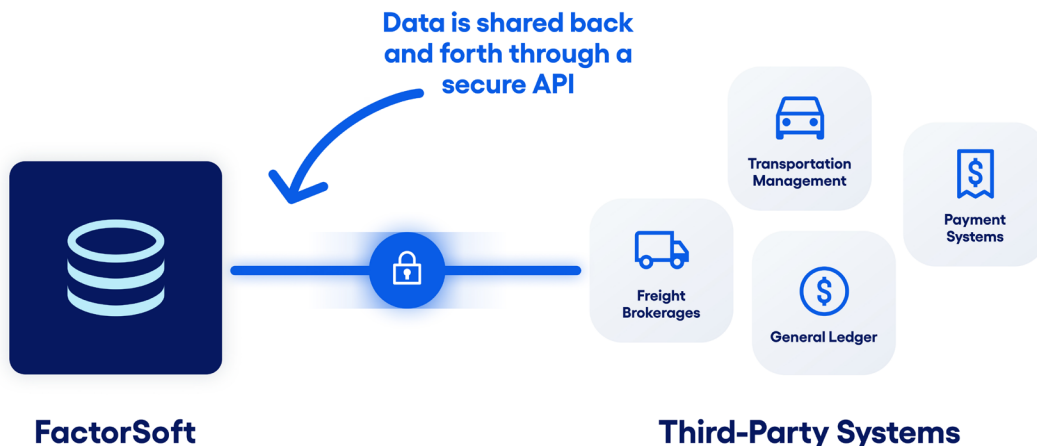 Data is shared back
and forth through a
secure API
Transportation
Management
Payment
Systems
Freight
Brokerages
General Ledger
FactorSoft
Third-Party Systems